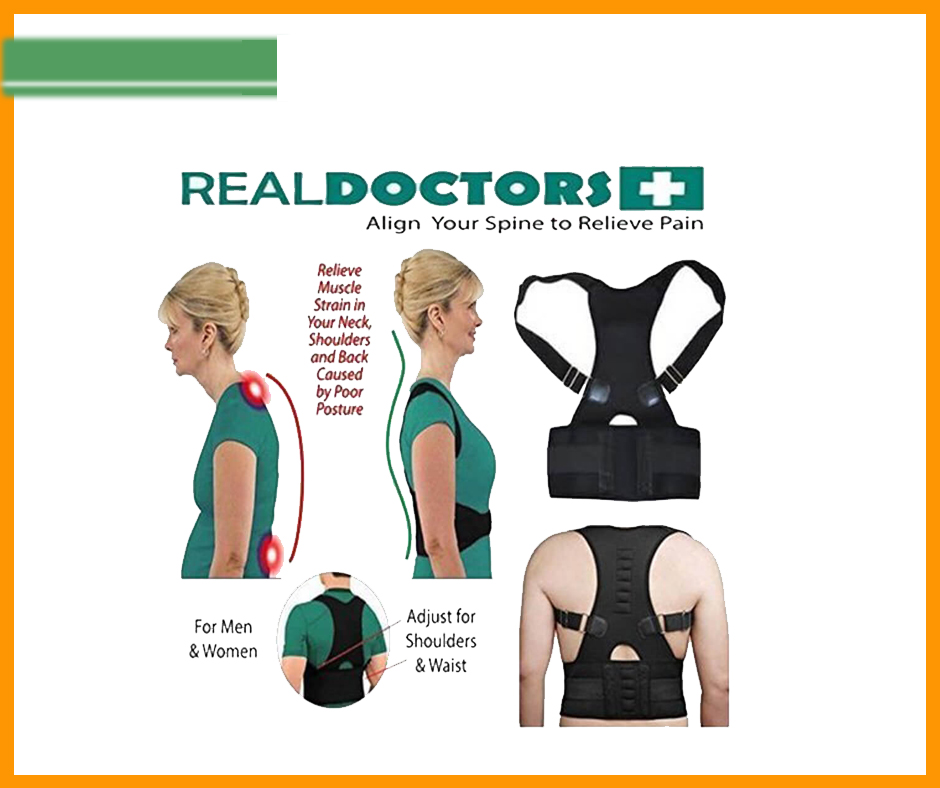 REALDOCTORS
Align Your Spine to Relieve Pain
Relieve
Muscle
Strain in
Your Neck,
Shoulders
and Back
Caused
by Poor
Posture
For Men
& Women
Adjust for
Shoulders
& Waist